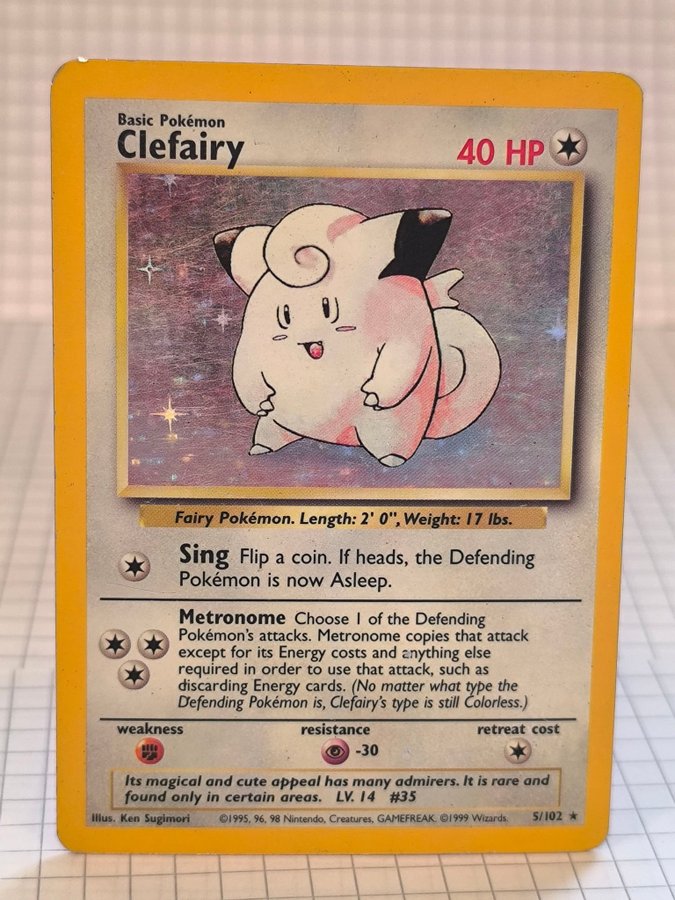 Basic Pokémon
Clefairy
40 HP
Fairy Pokémon. Length: 2' 0", Weight: 17 lbs.
Sing Flip a coin. If heads, the Defending
Pokémon is now Asleep.
Metronome Choose 1 of the Defending
Pokémon's attacks. Metronome copies that attack
except for its Energy costs and anything else
required in order to use that attack, such as
discarding Energy cards. (No matter what type the
Defending Pokémon is, Clefairy's type is still Colorless.)
weakness resistance retreat cost
-30
Its magical and cute appeal has many admirers. It is rare and
found only in certain areas. LV. 14 #35
Illus. Ken Sugimori ©1995, 96, 98 Nintendo, Creatures, GAMEFREAK. ©1999 Wizards. 5/102 ★